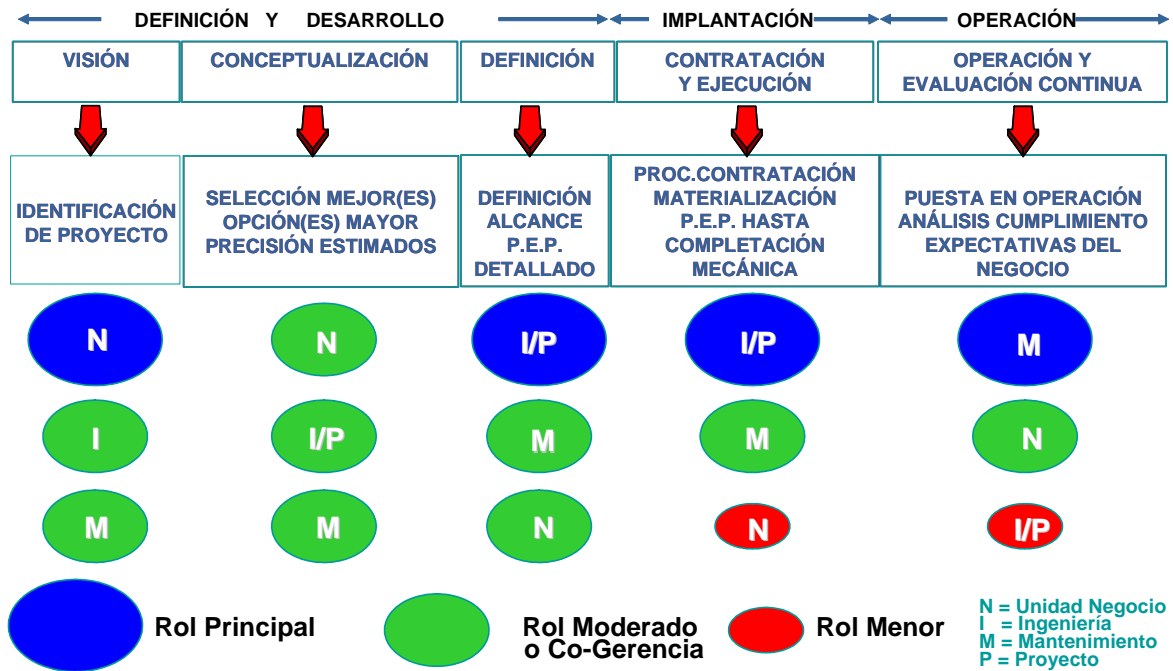 DEFINICIÓN Y DESARROLLO
IMPLANTACIÓN
OPERACIÓN
VISIÓN
CONCEPTUALIZACIÓN
DEFINICIÓN
CONTRATACIÓN
Y EJECUCIÓN
OPERACIÓN Y
EVALUACIÓN CONTINUA
IDENTIFICACIÓN
DE PROYECTO
SELECCIÓN MEJOR(ES)
OPCIÓN(ES) MAYOR
PRECISIÓN ESTIMADOS
DEFINICIÓN
ALCANCE
P.E.P.
DETALLADO
PROC.CONTRATACIÓN
MATERIALIZACIÓN
P.E.P. HASTA
COMPLETACIÓN
MECÁNICA
PUESTA EN OPERACIÓN
ANÁLISIS CUMPLIMIENTO
EXPECTATIVAS DEL
NEGOCIO
N
N
I/P
I/P
M
I
I/P
M
M
N
M
M
N
N
I/P
Rol Principal
Rol Moderado
o Co-Gerencia
Rol Menor
N = Unidad Negocio
I = Ingeniería
M = Mantenimiento
P = Proyecto